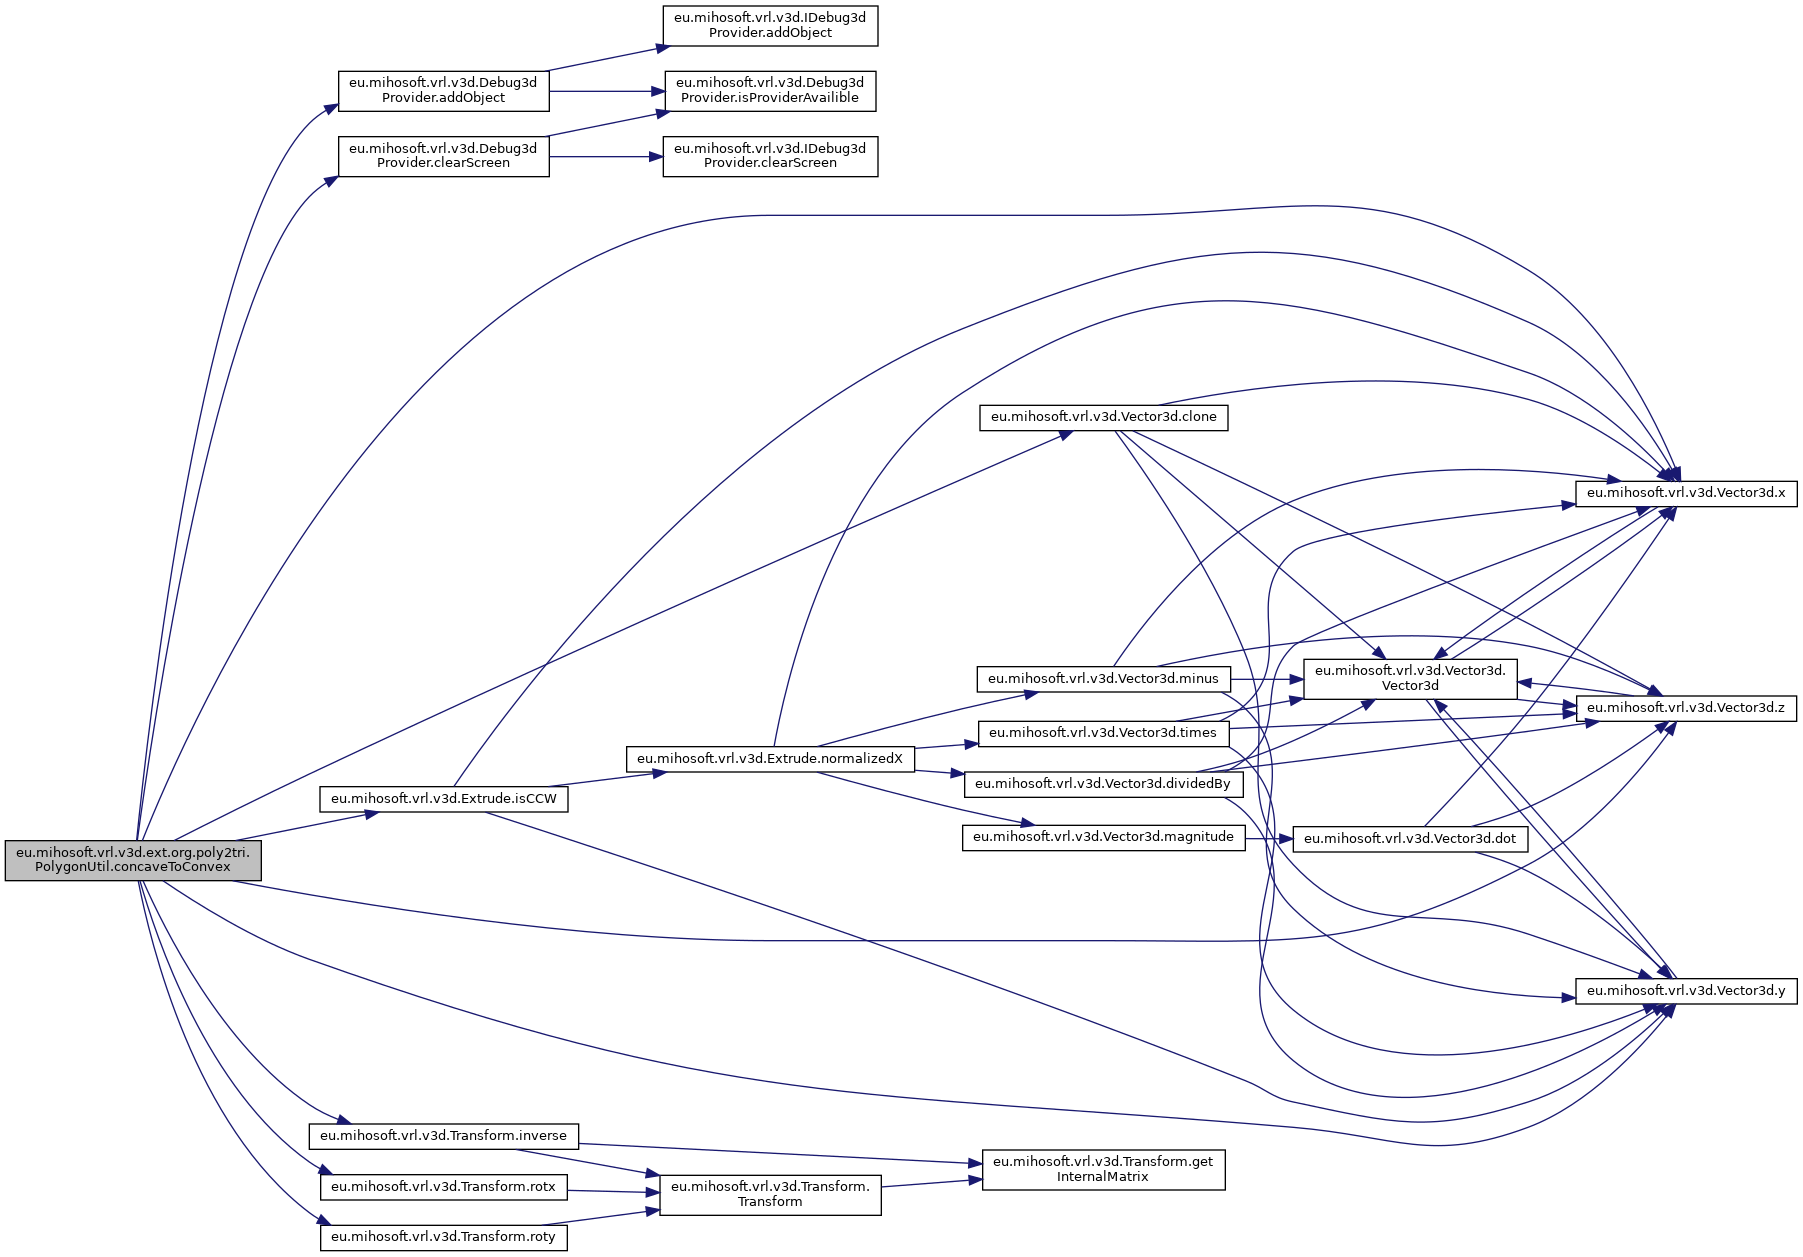 eu.mihosoft.vrl.v3d.IDebug3d
Provider.addObject
eu.mihosoft.vrl.v3d.Debug3d
Provider.addObject
eu.mihosoft.vrl.v3d.Debug3d
Provider.isProviderAvailible
eu.mihosoft.vrl.v3d.Debug3d
Provider.clearScreen
eu.mihosoft.vrl.v3d.IDebug3d
Provider.clearScreen
eu.mihosoft.vrl.v3d.Vector3d.clone
eu.mihosoft.vrl.v3d.Vector3d.x
eu.mihosoft.vrl.v3d.Vector3d.minus
eu.mihosoft.vrl.v3d.Vector3d.
Vector3d
eu.mihosoft.vrl.v3d.Vector3d.z
eu.mihosoft.vrl.v3d.Vector3d.times
eu.mihosoft.vrl.v3d.Extrude.normalizedX
eu.mihosoft.vrl.v3d.Vector3d.dividedBy
eu.mihosoft.vrl.v3d.Extrude.isCCW
eu.mihosoft.vrl.v3d.Vector3d.magnitude
eu.mihosoft.vrl.v3d.Vector3d.dot
eu.mihosoft.vrl.v3d.ext.org.poly2tri.
PolygonUtil.concaveToConvex
eu.mihosoft.vrl.v3d.Vector3d.y
eu.mihosoft.vrl.v3d.Transform.inverse
eu.mihosoft.vrl.v3d.Transform.get
InternalMatrix
eu.mihosoft.vrl.v3d.Transform.rotx
eu.mihosoft.vrl.v3d.Transform.
Transform
eu.mihosoft.vrl.v3d.Transform.roty